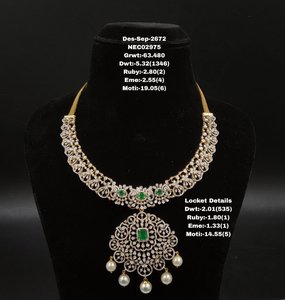 Des-Sep-2672
NEC02975
Grwt:-63.480
Dwt:-5.32(1346)
Ruby:-2.80(2)
Eme:-2.55(4)
Moti:-19.05(6)
Locket Details
Dwt:-2.01(535)
Ruby:-1.80(1)
Eme:-1.33(1)
Moti:-14.55(5)